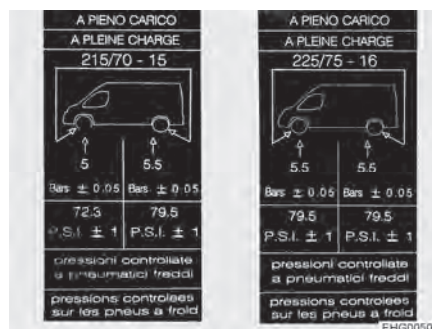 A PIENO CARICO
A PLEINE CHARGE
215/70 - 15
5
5.5
Bars ± 0.05
Bars ± 0.05
72.3
79.5
P.S.I. ± 1
P.S.I. ± 1
pressioni controllate
a pneumatici freddi
pressions controlees
sur les pneus a froid
A PIENO CARICO
A PLEINE CHARGE
225/75 - 16
5.5
5.5
Bars ± 0.05
Bars ± 0.05
79.5
79.5
P.S.I. ± 1
P.S.I. ± 1
pressioni controllate
a pneumatici freddi
pressions controlees
sur les pneus a froid
EHG0050